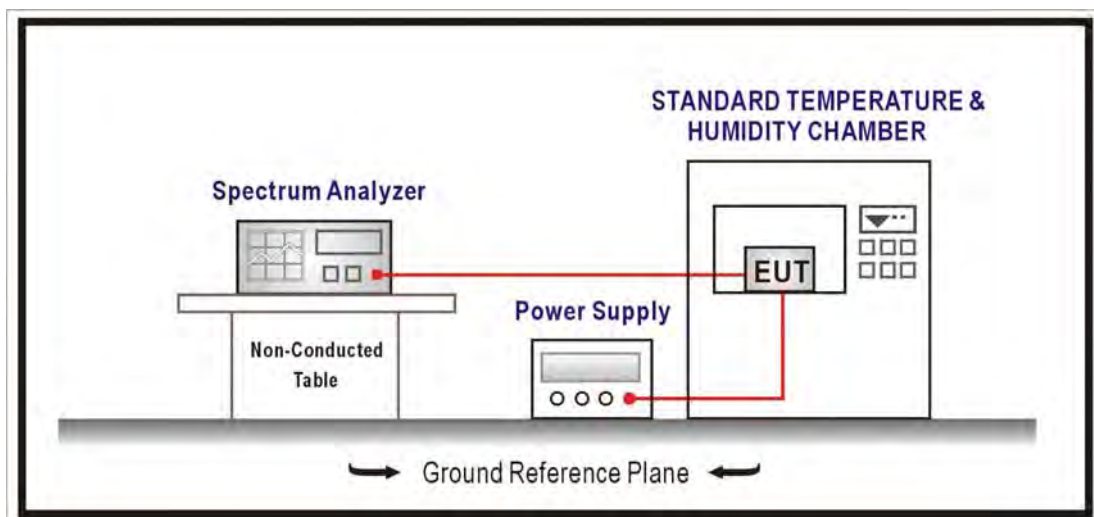 STANDARD TEMPERATURE &
HUMIDITY CHAMBER
Spectrum Analyzer
EUT
Power Supply
Non-Conducted
Table
Ground Reference Plane